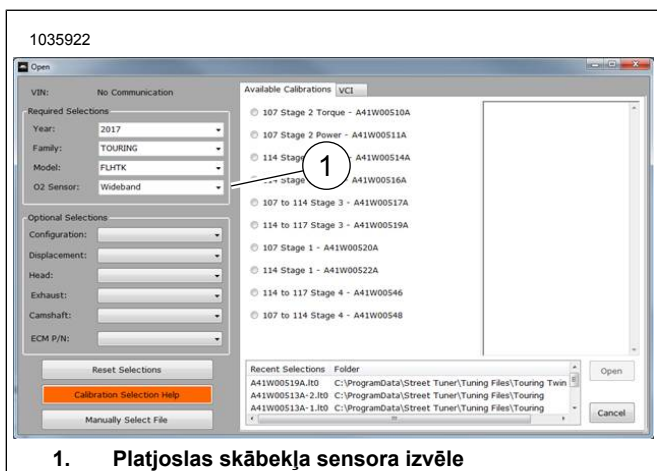 1035922
Open
VIN: No Communication
Required Selections
Year: 2017
Family: TOURING
Model: FLHTK
O2 Sensor: Wideband
Optional Selections
Configuration:
Displacement:
Head:
Exhaust:
Camshaft:
ECM P/N:
Reset Selections
Calibration Selection Help
Manually Select File
Available Calibrations VCI
107 Stage 2 Torque - A41W00510A
107 Stage 2 Power - A41W00511A
114 Stage - A41W00514A
114 Stage - A41W00516A
107 to 114 Stage 3 - A41W00517A
114 to 117 Stage 3 - A41W00519A
107 Stage 1 - A41W00520A
114 Stage 1 - A41W00522A
114 to 117 Stage 4 - A41W00546
107 to 114 Stage 4 - A41W00548
1
Recent Selections Folder
A41W00519A.lt0 C:\ProgramData\Street Tuner\Tuning Files\Touring Twin
A41W00513A-2.lt0 C:\ProgramData\Street Tuner\Tuning Files\Touring
A41W00513A-1.lt0 C:\ProgramData\Street Tuner\Tuning Files\Touring
Open
Cancel
1. Platjoslas skābekļa sensora izvēle